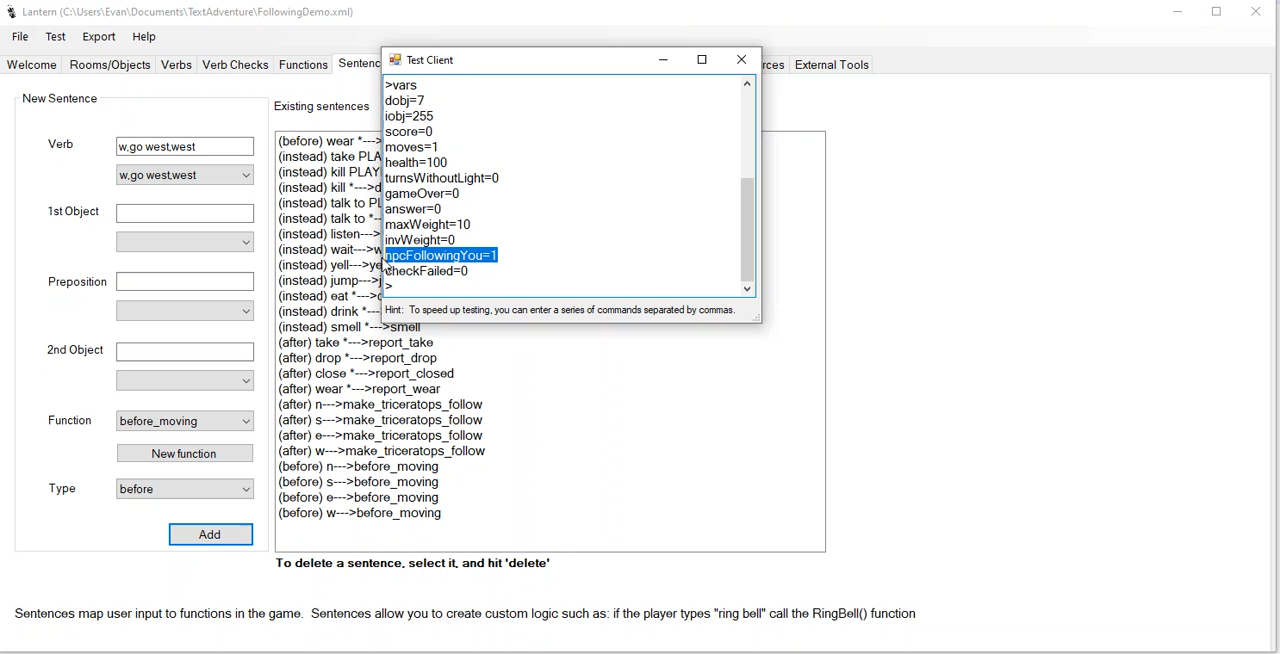 Lantern (C:\Users\Evan\Documents\TextAdventure\FollowingDemo.xml)
File Test Export Help
Welcome Rooms/Objects Verbs Verb Checks Functions Sentenc rces External Tools
Test Client
>vars
dobj=7
iobj=255
score=0
moves=1
health=100
turnsWithoutLight=0
gameOver=0
answer=0
maxWeight=10
invWeight=0
npcFollowingYou=1
checkFailed=0
>
Hint: To speed up testing, you can enter a series of commands separated by commas.
New Sentence
Verb w,go west,west
w,go west,west
1st Object
Preposition
2nd Object
Function before_moving
New function
Type before
Add
Existing sentences
(before) wear *--->
(instead) take PLA
(instead) kill PLAY
(instead) kill *--->d
(instead) talk to PL
(instead) talk to *--
(instead) listen--->
(instead) wait--->w
(instead) yell--->ye
(instead) jump--->j
(instead) eat *--->
(instead) drink *---
(instead) smell *--->smell
(after) take *--->report_take
(after) drop *--->report_drop
(after) close *--->report_closed
(after) wear *--->report_wear
(after) n--->make_triceratops_follow
(after) s--->make_triceratops_follow
(after) e--->make_triceratops_follow
(after) w--->make_triceratops_follow
(before) n--->before_moving
(before) s--->before_moving
(before) e--->before_moving
(before) w--->before_moving
To delete a sentence, select it, and hit 'delete'
Sentences map user input to functions in the game. Sentences allow you to create custom logic such as: if the player types "ring bell" call the RingBell() function